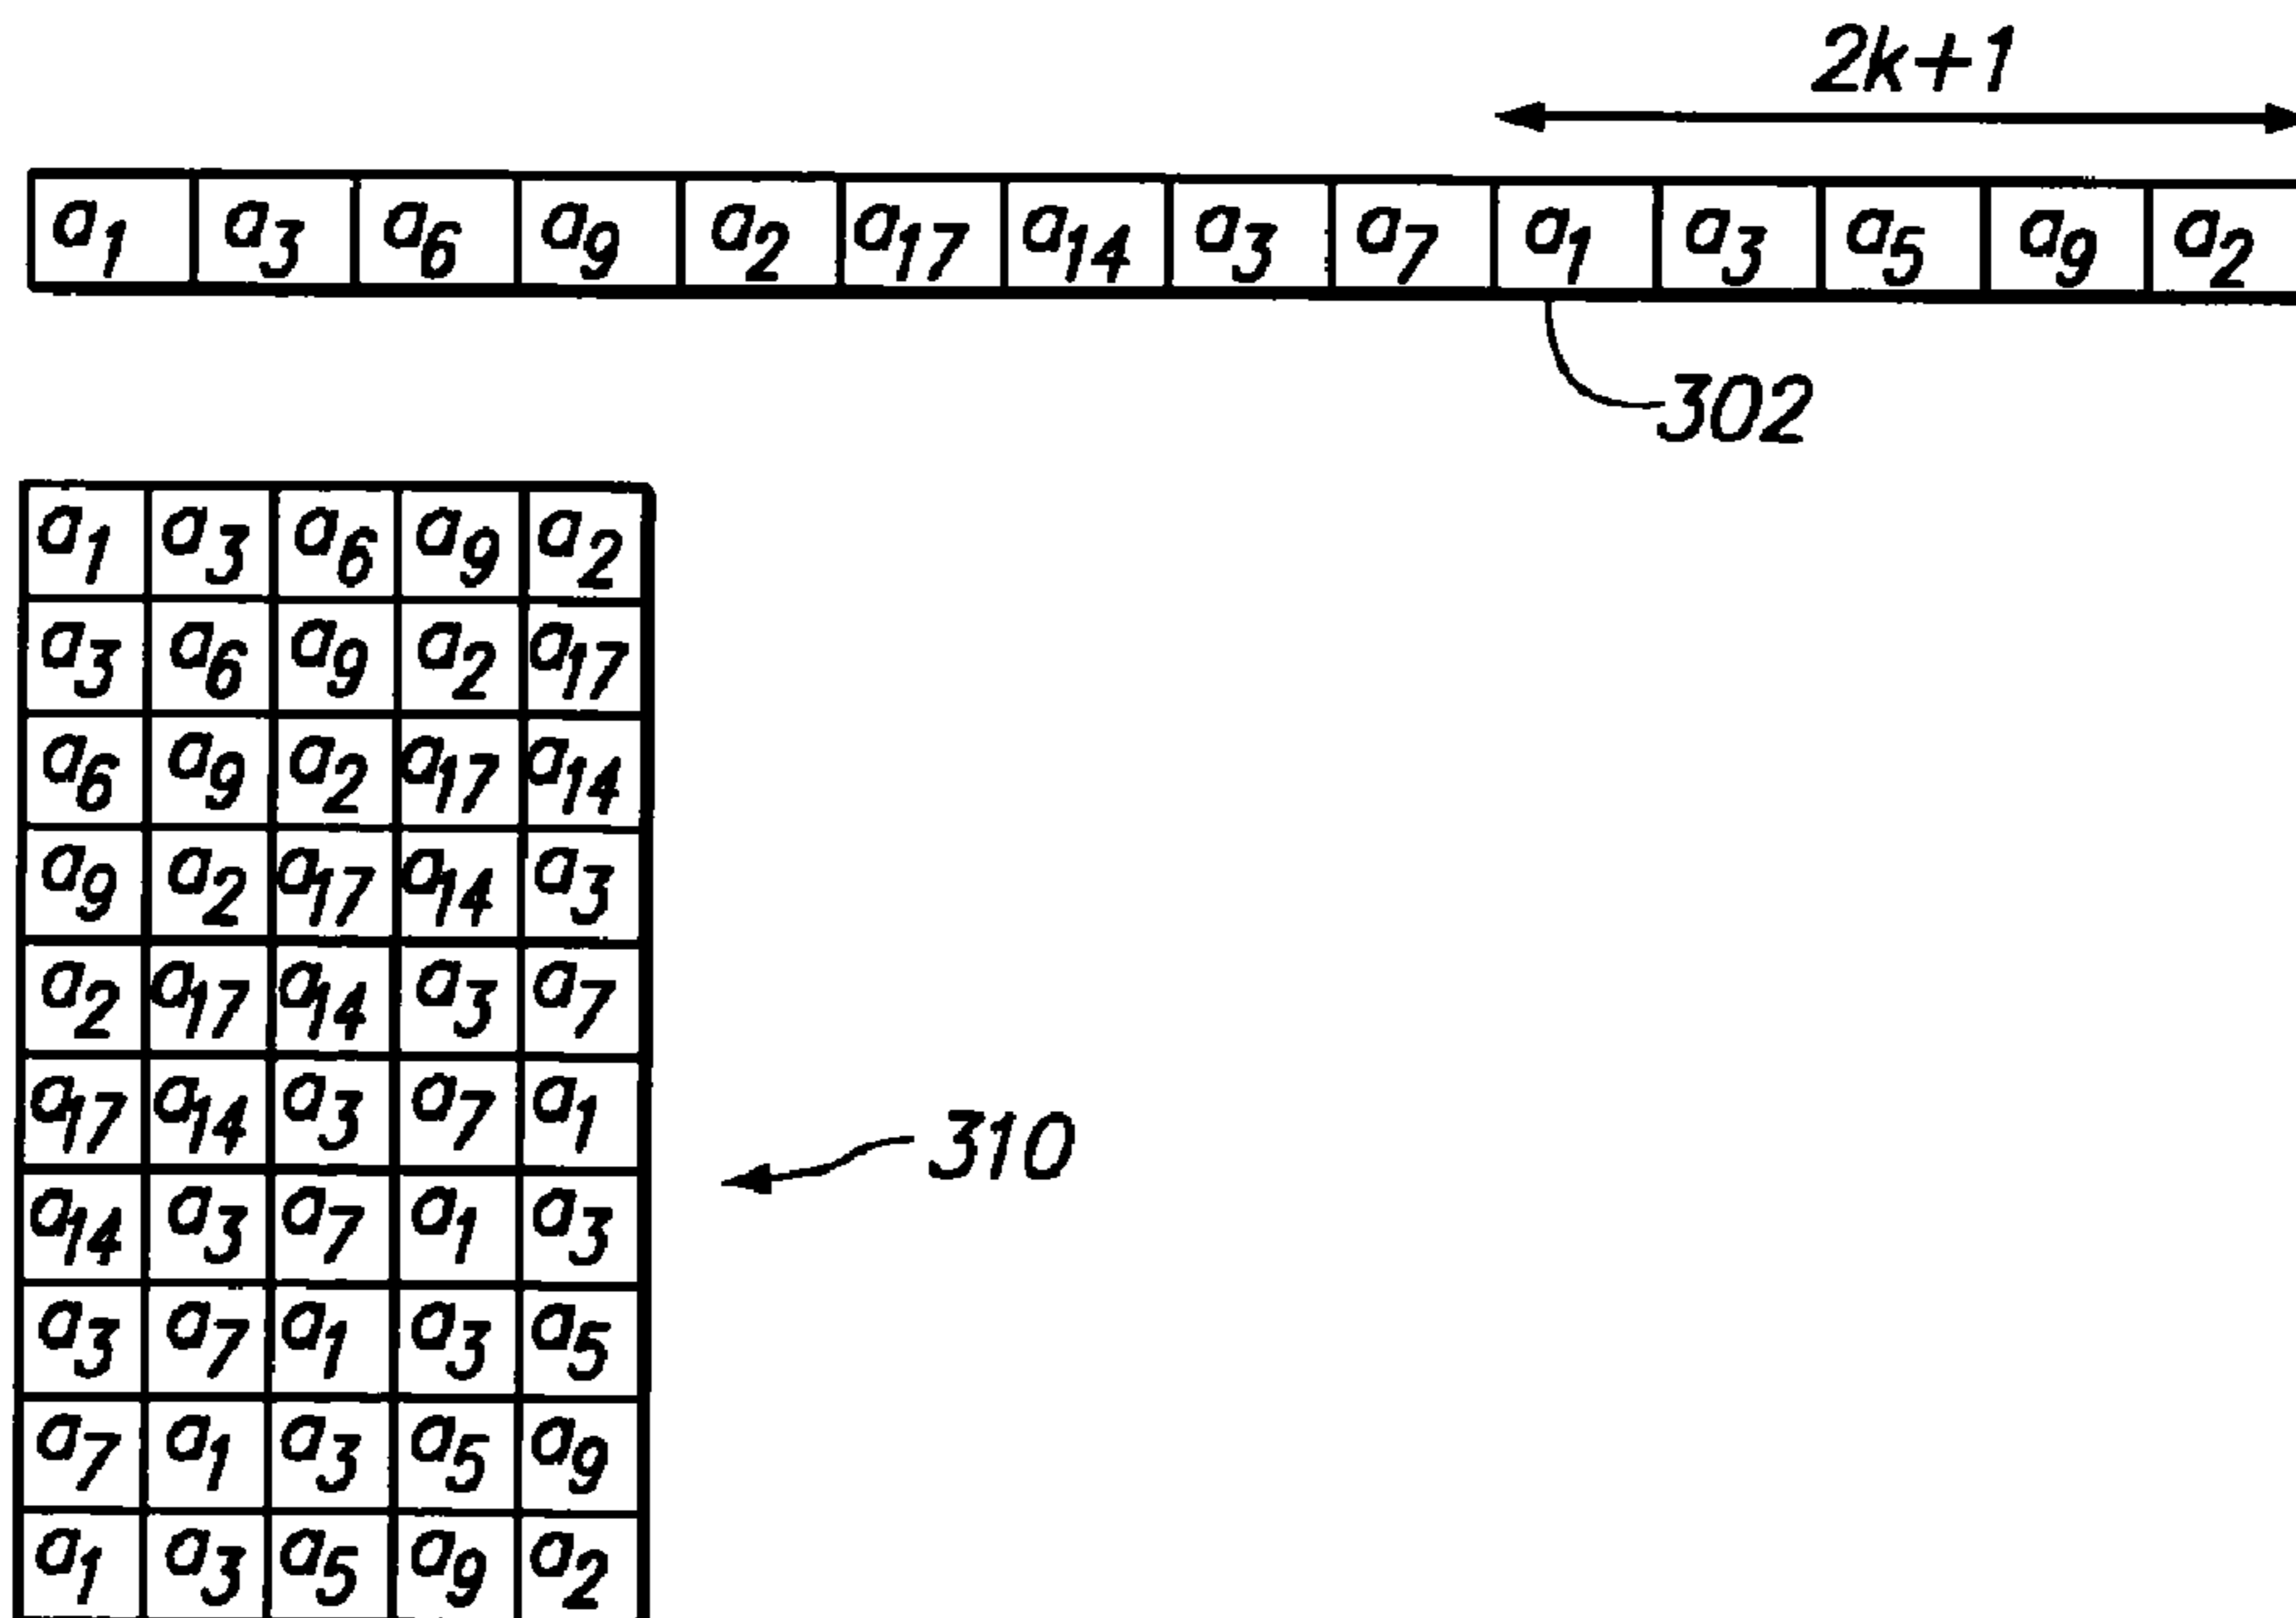 2k+1
a1 a3 a6 a9 a2 a17 a14 a3 a7 a1 a3 a5 a9 a2
302
a1 a3 a6 a9 a2
a3 a6 a9 a2 a17
a6 a9 a2 a17 a14
a9 a2 a17 a14 a3
a2 a17 a14 a3 a7
a17 a14 a3 a7 a1
310
a14 a3 a7 a1 a3
a3 a7 a1 a3 a5
a7 a1 a3 a5 a9
a1 a3 a5 a9 a2